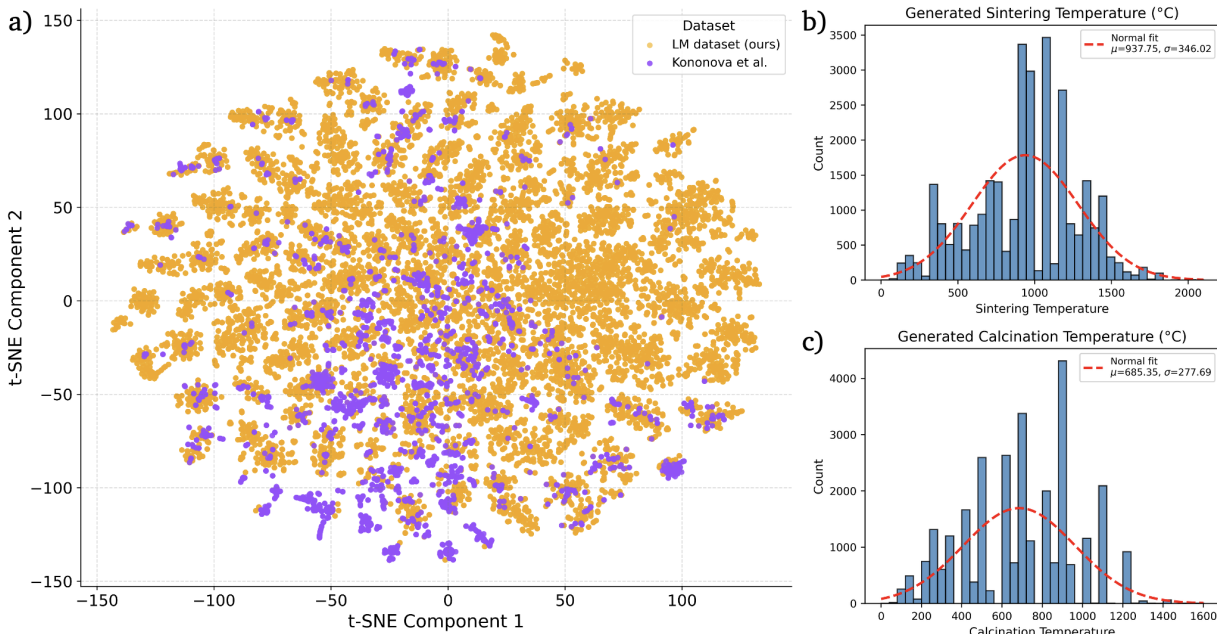 a)
150
100
50
0
−50
−100
−150
t-SNE Component 2
−150
−100
−50
0
50
100
t-SNE Component 1
Dataset
LM dataset (ours)
Kononova et al.
b)
Generated Sintering Temperature (°C)
Normal fit
μ=937.75, σ=346.02
3500
3000
2500
2000
1500
1000
500
0
Count
0
500
1000
1500
2000
Sintering Temperature
c)
Generated Calcination Temperature (°C)
Normal fit
μ=685.35, σ=277.69
4000
3000
2000
1000
0
Count
0
200
400
600
800
1000
1200
1400
1600
Calcination Temperature